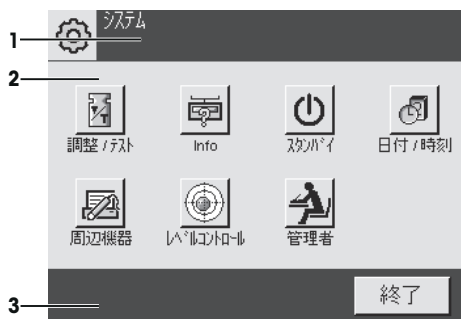 システム
1
2
調整 / テスト
Info
スタンバイ
日付 / 時刻
周辺機器
レベルコントロール
管理者
3
終了